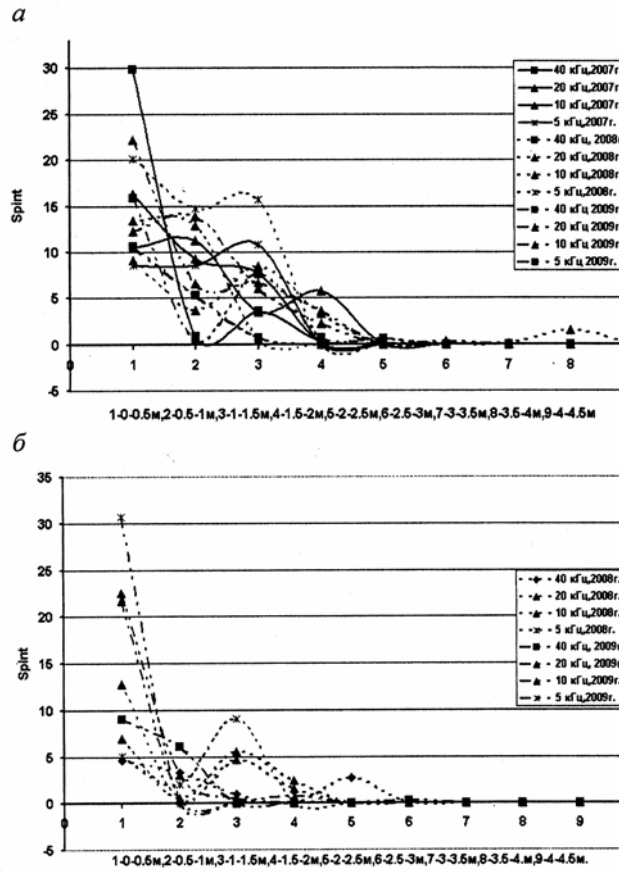 а
30
25
20
15
10
5
0
-5
Spint
0 1 2 3 4 5 6 7 8
40 кГц,2007г
20 кГц,2007г
10 кГц,2007г
5 кГц,2007г.
40 кГц, 2008г
20 кГц,2008г
10 кГц,2008г.
5 кГц,2008г.
40 кГц 2009г.
20 кГц 2009г
10 кГц 2009г
5 кГц 2009г.
1-0-0.5м,2-0.5-1м,3-1-1.5м,4-1.5-2м,5-2-2.5м,6-2.5-3м,7-3-3.5м,8-3.5-4м,9-4-4.5м
б
35
30
25
20
15
10
5
0
-5
Spint
0 1 2 3 4 5 6 7 8 9
40 кГц,2008г.
20 кГц,2008г.
10 кГц,2008г.
5 кГц,2008г.
40 кГц, 2009г
20 кГц, 2009г
10 кГц,2009г.
5 кГц,2009г.
1-0-0.5м,2-0.5-1м,3-1-1.5м,4-1.5-2м,5-2-2.5м,6-2.5-3м,7-3-3.5м,8-3.5-4.м,9-4-4.5м.